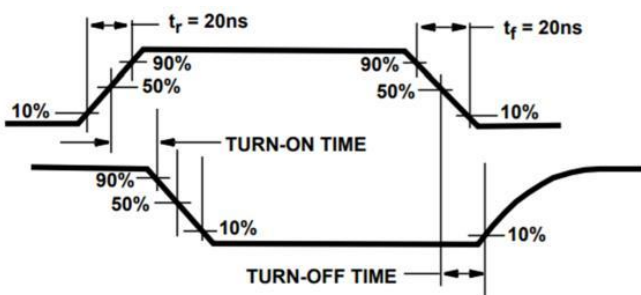 tr = 20ns
tf = 20ns
90%
90%
50%
50%
10%
10%
TURN-ON TIME
90%
50%
10%
10%
TURN-OFF TIME